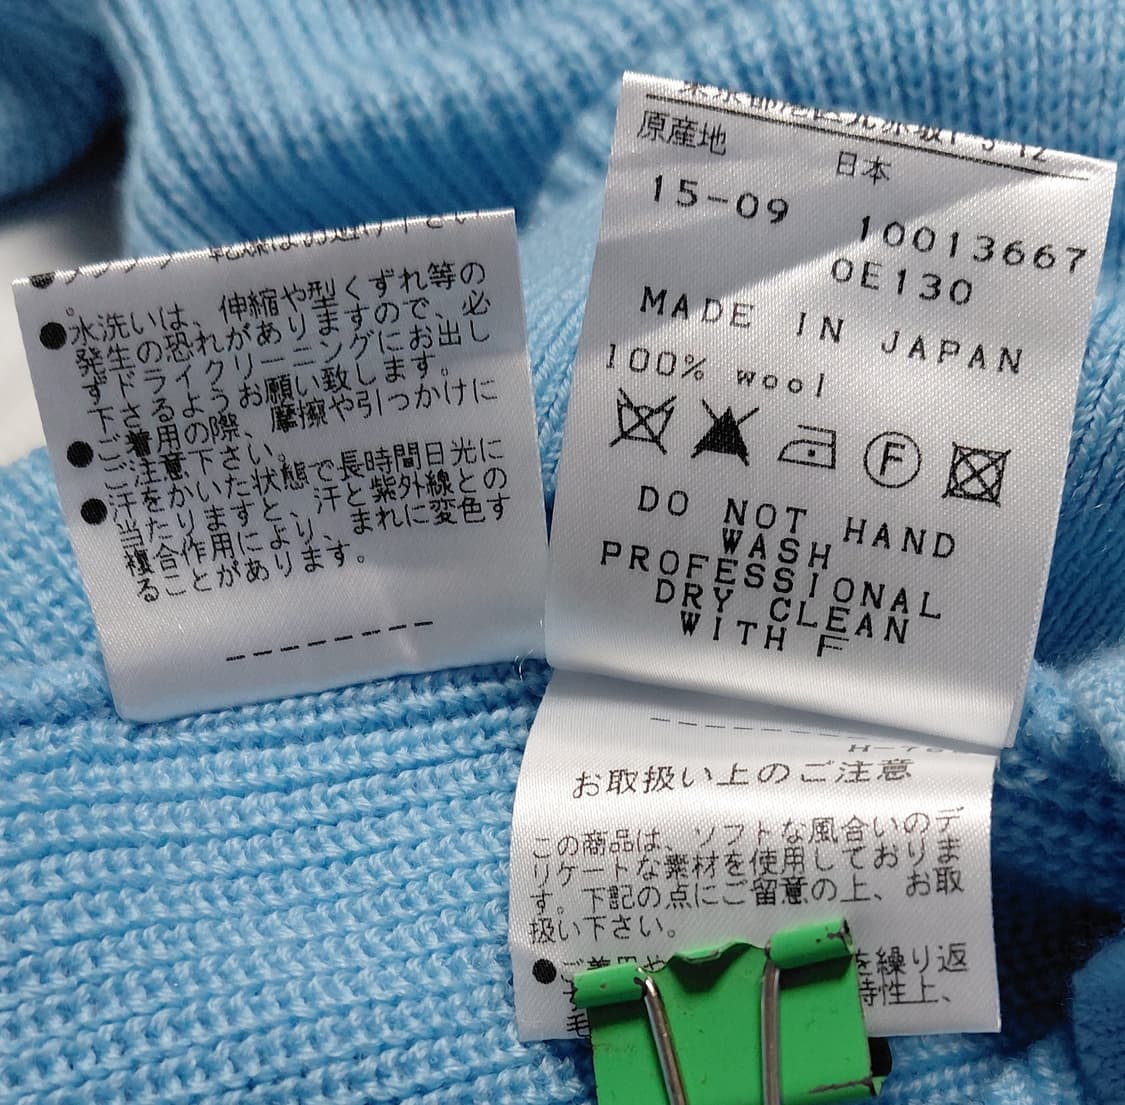 水洗いは、伸縮や型くずれ等の
発生の恐れがありますので、必
ずドライクリーニングにお出し
下さるようお願い致します。
ご着用の際、摩擦や引っかけに
ご注意下さい。
汗をかいた状態で長時間日光に
当たりますと、汗と紫外線との
複合作用により、まれに変色す
ることがあります。
原産地
日本
15-09 10013667
OE130
MADE IN JAPAN
100% wool
F
DO NOT HAND
WASH
PROFESSIONAL
DRY CLEAN
WITH F
お取扱い上のご注意
この商品は、ソフトな風合いのデ
リケートな素材を使用しておりま
す。下記の点にご留意の上、お取
扱い下さい。
を繰り返
特性上、
毛